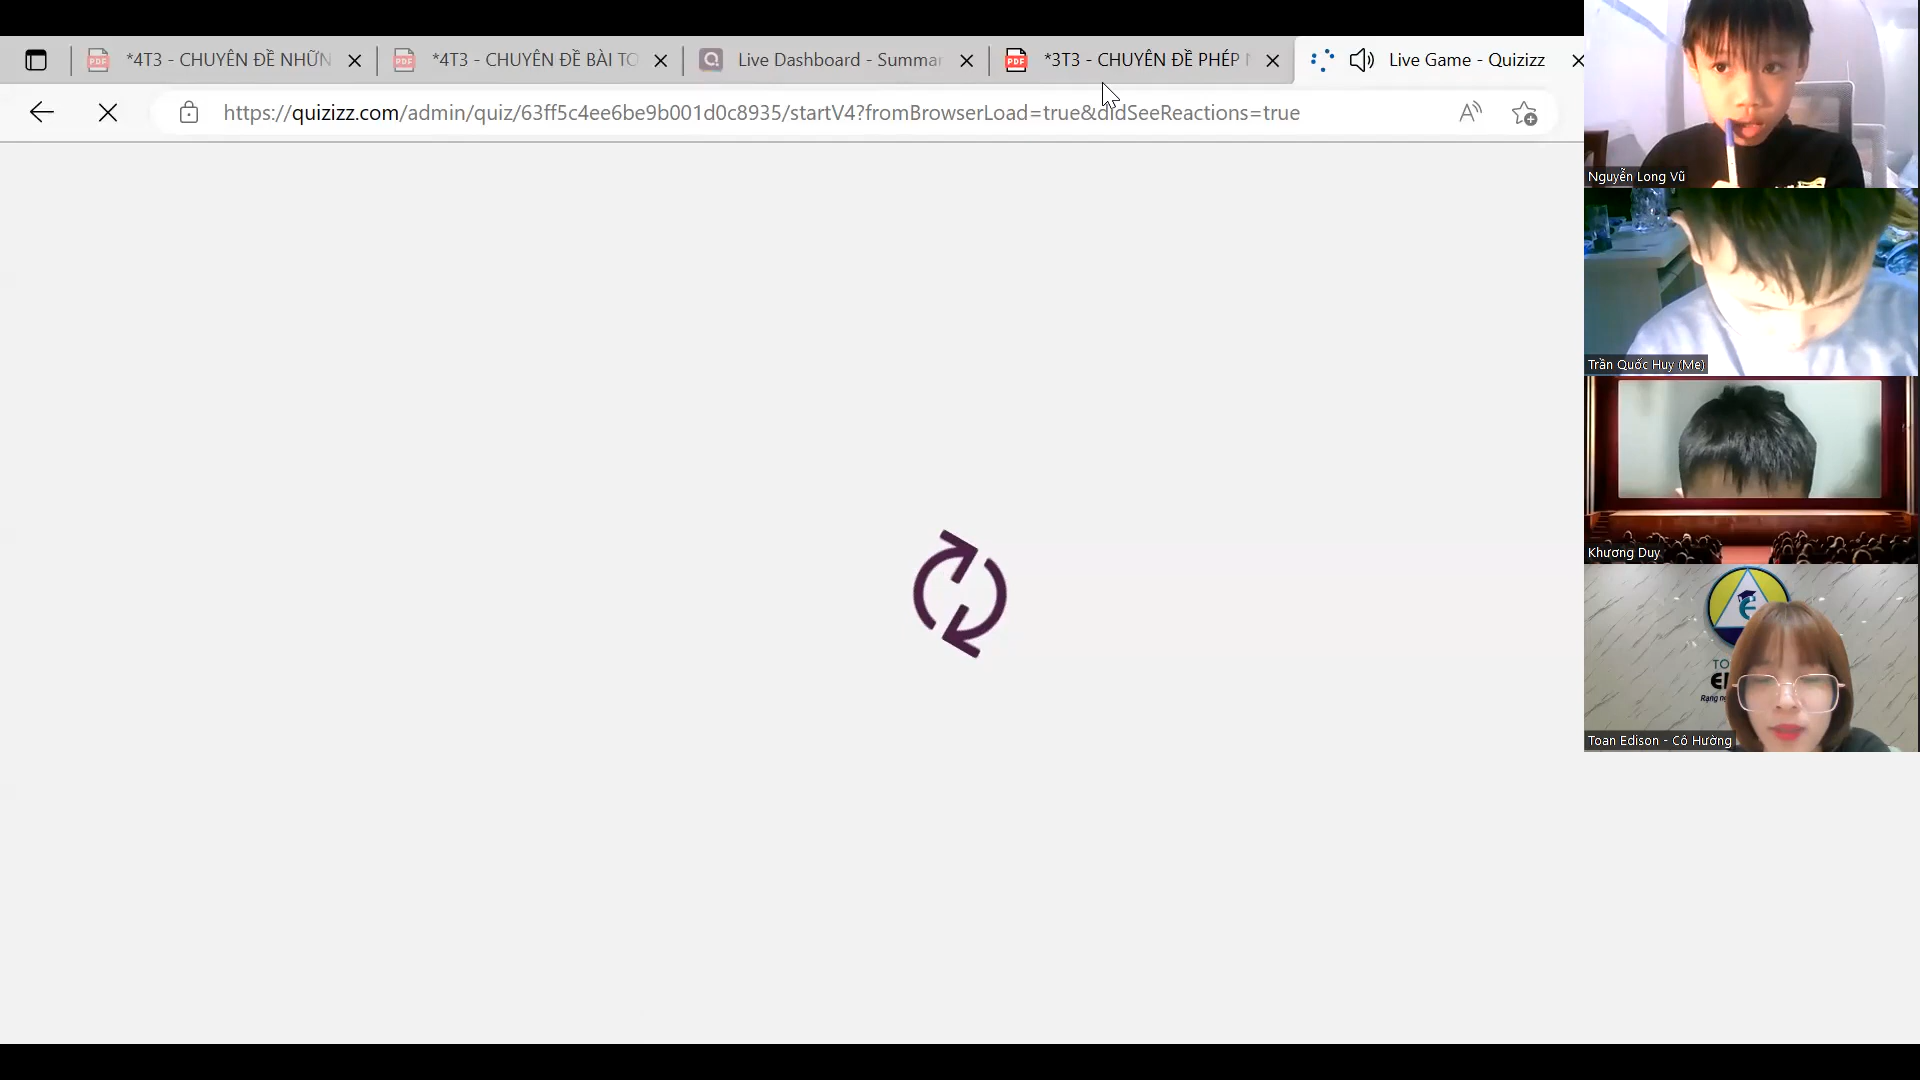 *4T3 - CHUYÊN ĐỀ NHỮN
*4T3 - CHUYÊN ĐỀ BÀI TO
Live Dashboard - Summar
*3T3 - CHUYÊN ĐỀ PHÉP
Live Game - Quizizz
https://quizizz.com/admin/quiz/63ff5c4ee6be9b001d0c8935/startV4?fromBrowserLoad=true&didSeeReactions=true
Nguyễn Long Vũ
Trần Quốc Huy (Me)
Khương Duy
TO
Toan Edison - Cô Hường